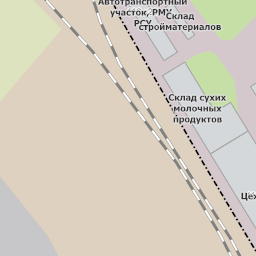 Автотранспортный
участок, РМУ
РСУ
Склад
Стройматериалов
Склад сухих
молочных
продуктов
Цех